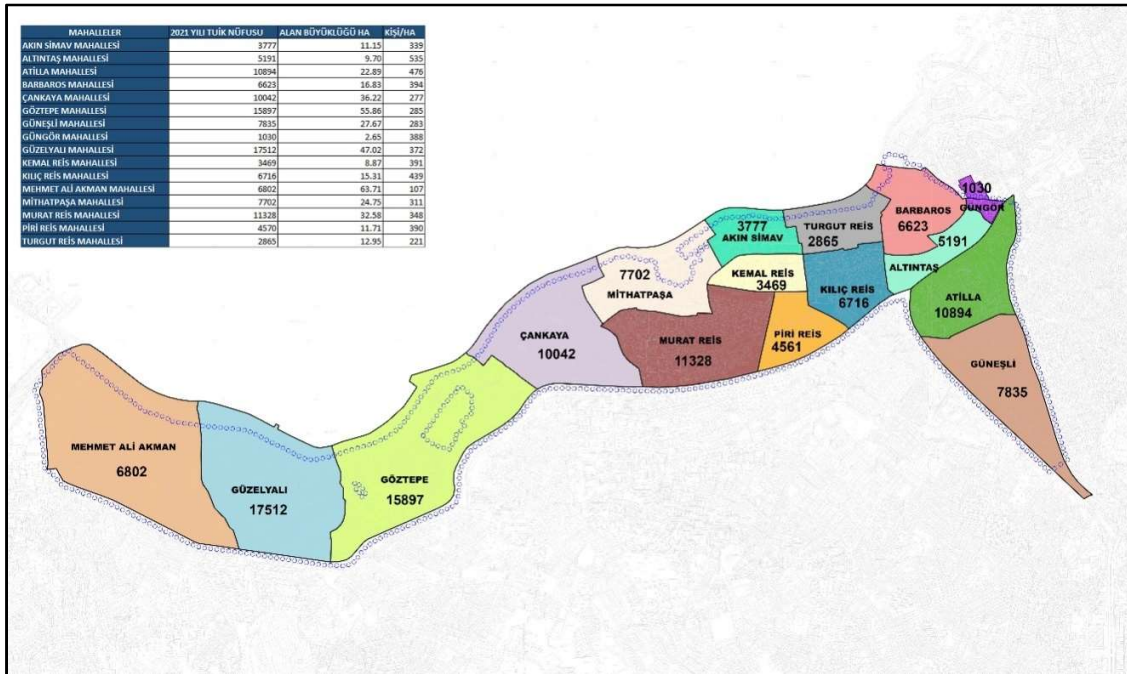 MAHALLELER 2021 YILI TUİK NÜFUSU ALAN BÜYÜKLÜĞÜ HA KİŞİ/HA
AKIN SİMAV MAHALLESİ 3777 11.15 339
ALTINTAŞ MAHALLESİ 5191 9.70 535
ATİLLA MAHALLESİ 10894 22.89 476
BARBAROS MAHALLESİ 6623 16.83 394
ÇANKAYA MAHALLESİ 10042 36.22 277
GÖZTEPE MAHALLESİ 15897 55.86 285
GÜNEŞLİ MAHALLESİ 7835 27.67 283
GÜNGÖR MAHALLESİ 1030 2.65 388
GÜZELYALI MAHALLESİ 17512 47.02 372
KEMAL REİS MAHALLESİ 3469 8.87 391
KILIÇ REİS MAHALLESİ 6716 15.31 439
MEHMET ALİ AKMAN MAHALLESİ 6802 63.71 107
MİTHATPAŞA MAHALLESİ 7702 24.75 311
MURAT REİS MAHALLESİ 11328 32.58 348
PİRİ REİS MAHALLESİ 4570 11.71 390
TURGUT REİS MAHALLESİ 2865 12.95 221
1030
GÜNGÖR
BARBAROS
6623
5191
ALTINTAŞ
3777
AKIN SİMAV
TURGUT REİS
2865
7702
MİTHATPAŞA
KEMAL REİS
3469
KILIÇ REİS
6716
ATİLLA
10894
ÇANKAYA
10042
MURAT REİS
11328
PİRİ REİS
4561
GÜNEŞLİ
7835
MEHMET ALİ AKMAN
6802
GÜZELYALI
17512
GÖZTEPE
15897